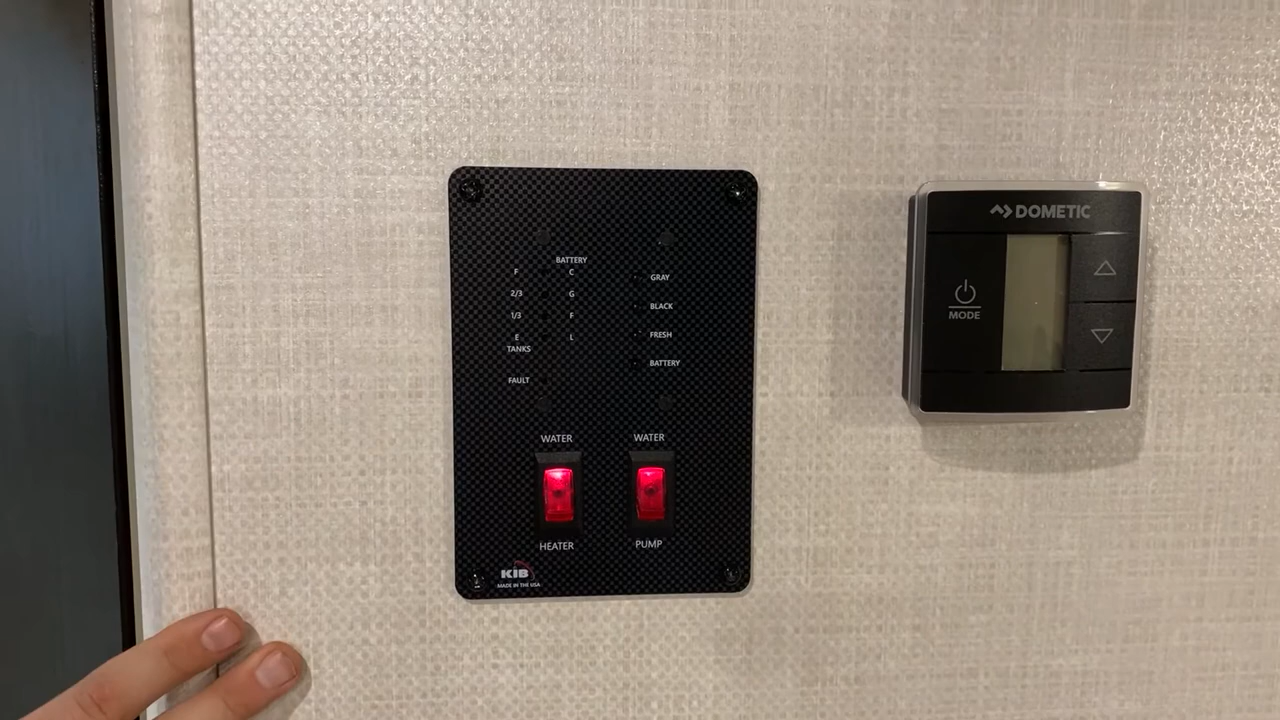 BATTERY
F C
2/3 G
1/3 F
E L
TANKS
FAULT
GRAY
BLACK
FRESH
BATTERY
WATER
HEATER
WATER
PUMP
KIB
MADE IN THE USA
DOMETIC
MODE